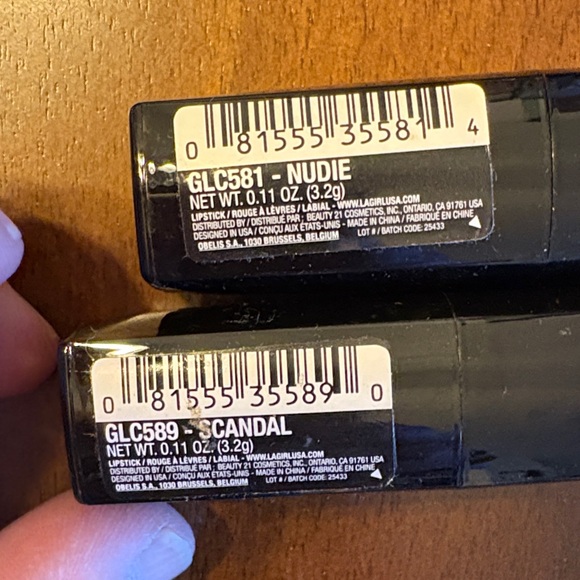 0 81555 35581 4
GLC581 - NUDIE
NET WT. 0.11 OZ. (3.2g)
LIPSTICK / ROUGE À LÈVRES / LABIAL - WWW.LAGIRLUSA.COM
DISTRIBUTED BY / DISTRIBUÉ PAR : BEAUTY 21 COSMETICS, INC., ONTARIO, CA 91761 USA
DESIGNED IN USA / CONÇU AUX ÉTATS-UNIS - MADE IN CHINA / FABRIQUÉ EN CHINE
OBELIS S.A., 1030 BRUSSELS, BELGIUM LOT # / BATCH CODE: 25433
0 81555 35589 0
GLC589 - SCANDAL
NET WT. 0.11 OZ. (3.2g)
LIPSTICK / ROUGE À LÈVRES / LABIAL - WWW.LAGIRLUSA.COM
DISTRIBUTED BY / DISTRIBUÉ PAR : BEAUTY 21 COSMETICS, INC., ONTARIO, CA 91761 USA
DESIGNED IN USA / CONÇU AUX ÉTATS-UNIS - MADE IN CHINA / FABRIQUÉ EN CHINE
OBELIS S.A., 1030 BRUSSELS, BELGIUM LOT # / BATCH CODE: 25433